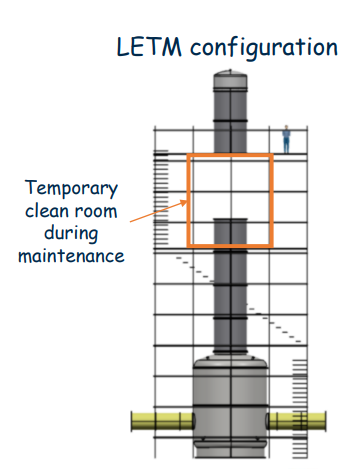 LETM configuration
Temporary
clean room
during
maintenance